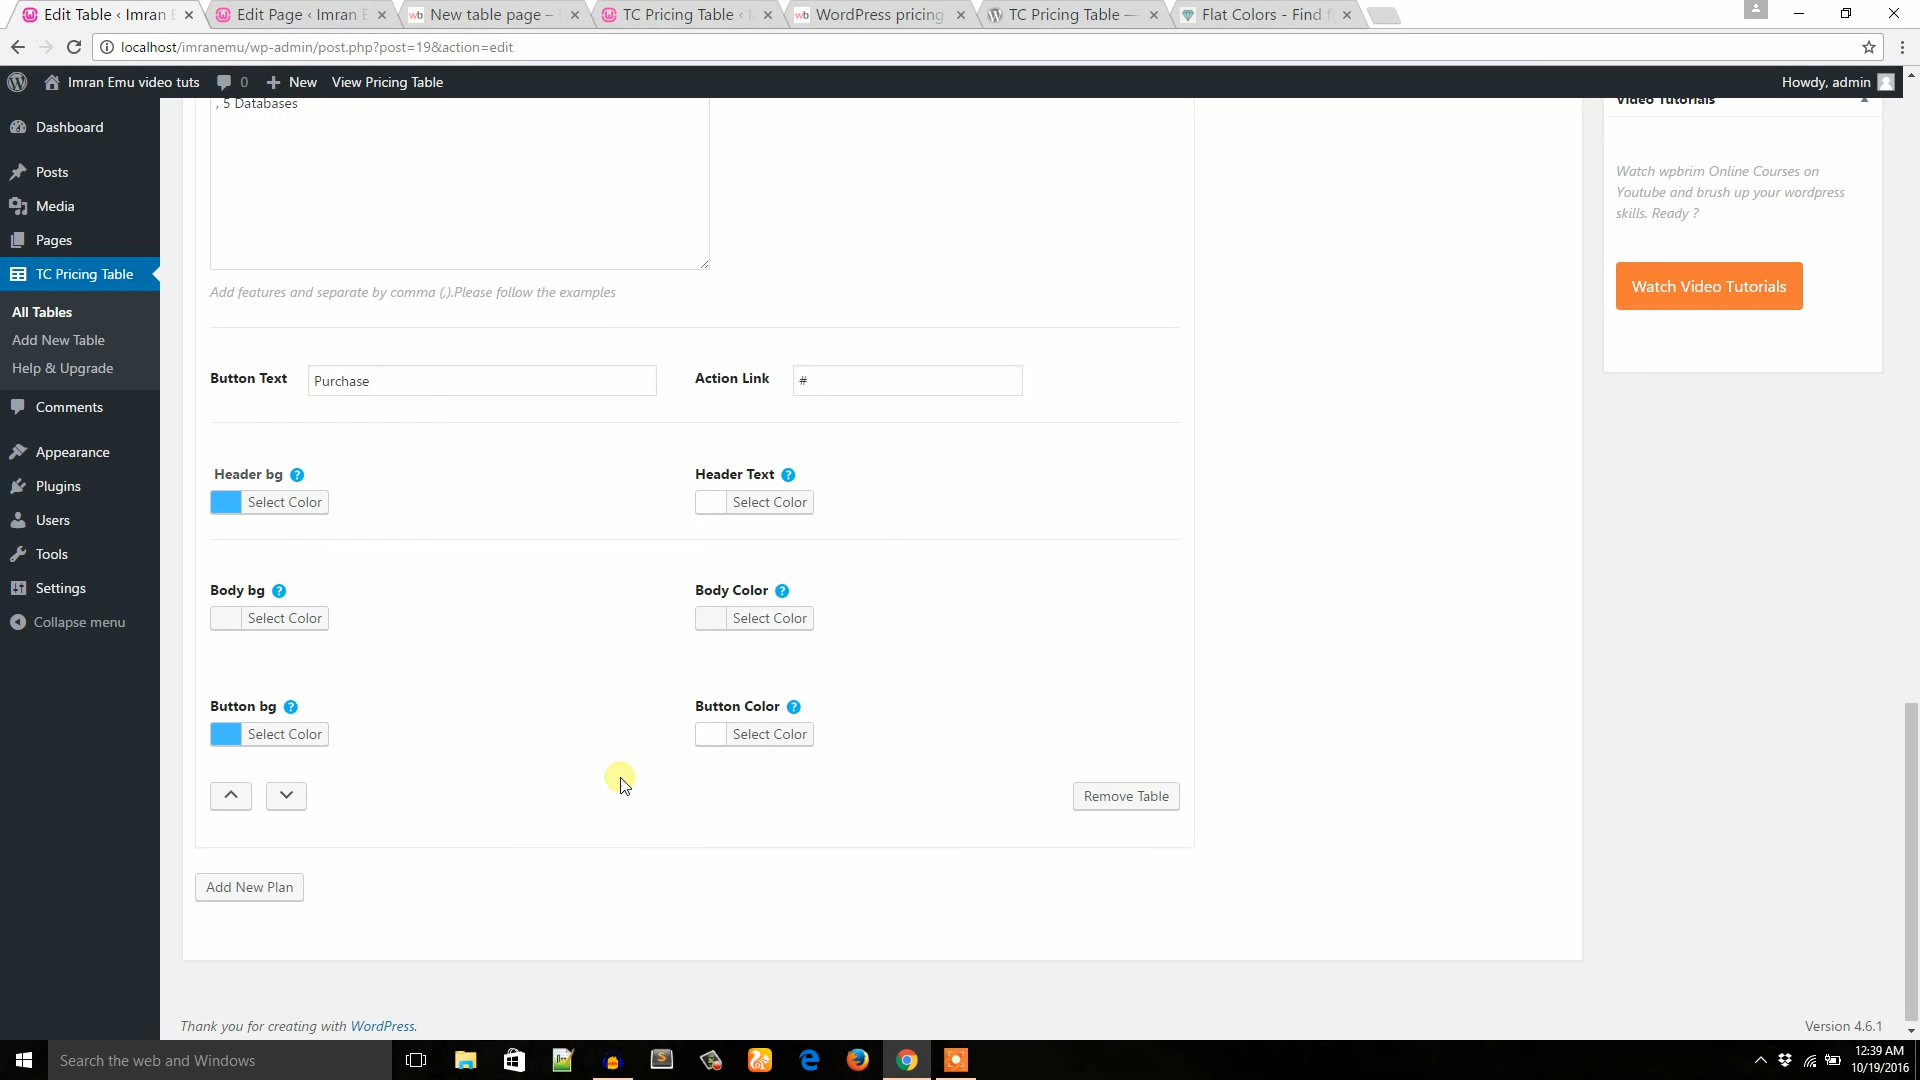 Edit Table ‹ Imran E
Edit Page ‹ Imran E
wb New table page –
TC Pricing Table ‹ I
wb WordPress pricing
TC Pricing Table —
Flat Colors - Find f
localhost/imranemu/wp-admin/post.php?post=19&action=edit
Imran Emu video tuts
0
New
View Pricing Table
Howdy, admin
Dashboard
Posts
Media
Pages
TC Pricing Table
All Tables
Add New Table
Help & Upgrade
Comments
Appearance
Plugins
Users
Tools
Settings
Collapse menu
, 5 Databases
Add features and separate by comma (,).Please follow the examples
Button Text
Purchase
Action Link
#
Header bg ?
Select Color
Header Text ?
Select Color
Body bg ?
Select Color
Body Color ?
Select Color
Button bg ?
Select Color
Button Color ?
Select Color
Remove Table
Add New Plan
Video Tutorials
Watch wpbrim Online Courses on
Youtube and brush up your wordpress
skills. Ready ?
Watch Video Tutorials
Thank you for creating with WordPress.
Version 4.6.1
Search the web and Windows
12:39 AM
10/19/2016